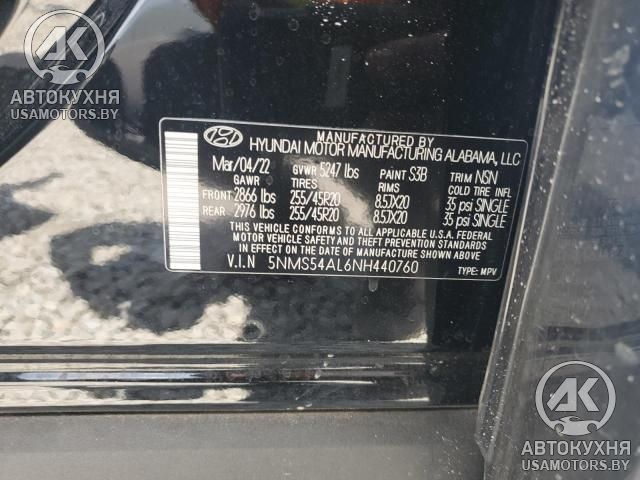 AK
АВТОКУХНЯ
USAMOTORS.BY
MANUFACTURED BY
HYUNDAI MOTOR MANUFACTURING ALABAMA, LLC
Mar/04/22 GVWR 5247 lbs PAINT S3B TRIM NSN
GAWR TIRES RIMS COLD TIRE INFL
FRONT 2866 lbs 255/45R20 8.5JX20 35 psi SINGLE
REAR 2976 lbs 255/45R20 8.5JX20 35 psi SINGLE
THIS VEHICLE CONFORMS TO ALL APPLICABLE U.S.A. FEDERAL
MOTOR VEHICLE SAFETY AND THEFT PREVENTION STANDARDS IN
EFFECT ON THE DATE OF MANUFACTURE SHOWN ABOVE.
V.I.N 5NMS54AL6NH440760 TYPE: MPV
AK
АВТОКУХНЯ
USAMOTORS.BY